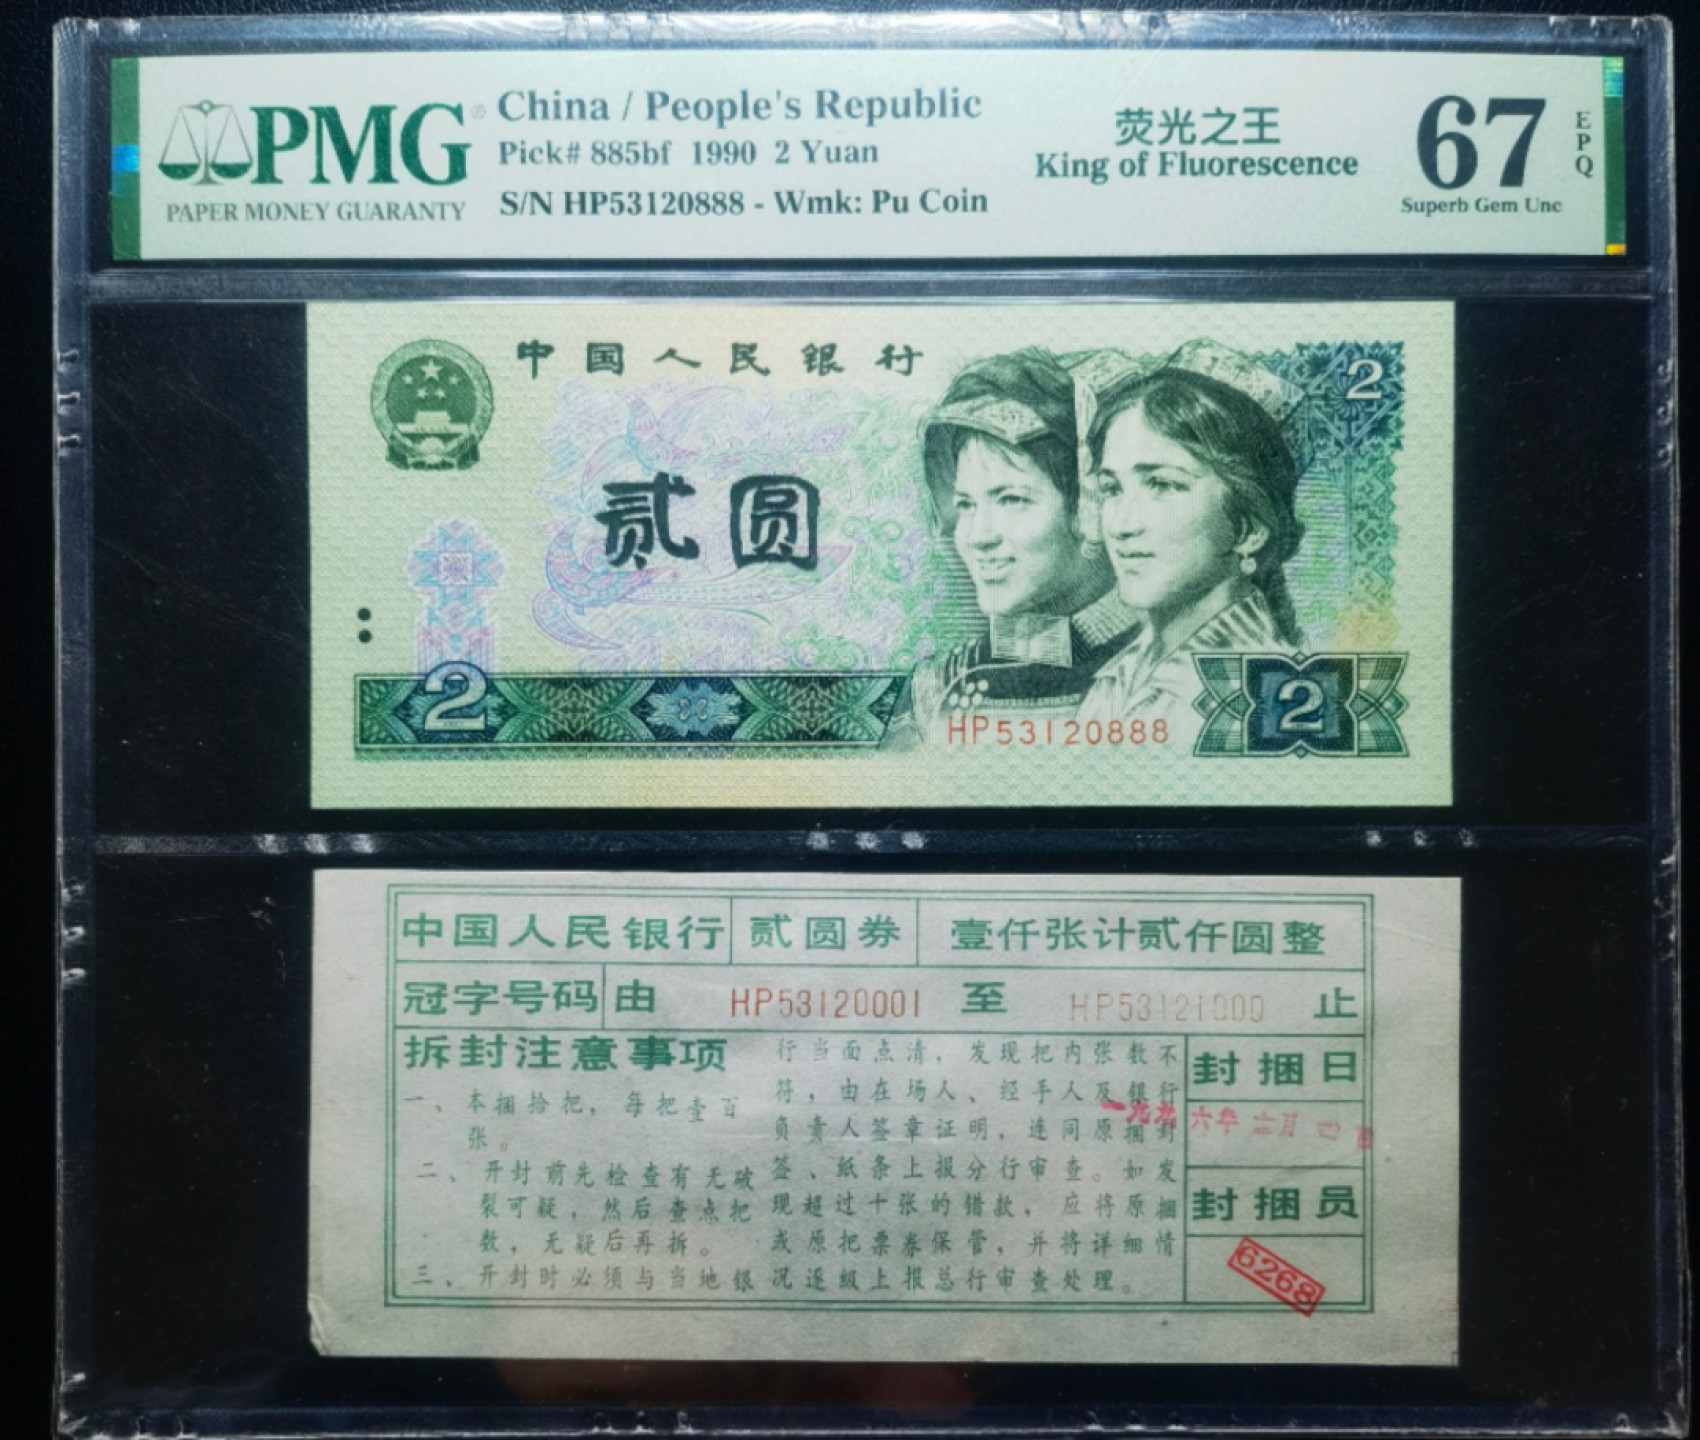 PMG®
PAPER MONEY GUARANTY
China / People's Republic
Pick# 885bf 1990 2 Yuan
S/N HP53120888 - Wmk: Pu Coin
荧光之王
King of Fluorescence
67
EPQ
Superb Gem Unc
中国人民银行
2
贰圆
2
2
HP53120888
中国人民银行 贰圆券 壹仟张计贰仟圆整
冠字号码 由 HP53120001 至 HP53121000 止
拆封注意事项
一、本捆拾把，每把壹百
张。
二、开封前先检查有无破
裂可疑，然后查点把
数，无疑后再拆。
三、开封时必须与当地银
行当面点清，发现把内张数不
符，由在场人、经手人及银行
负责人签章证明，连同原捆封
签、纸条上报分行审查。如发
现超过十张的错款，应将原捆
或原把票券保管，并将详细情
况逐级上报总行审查处理。
封捆日
一九九六年 月四日
封捆员
6268